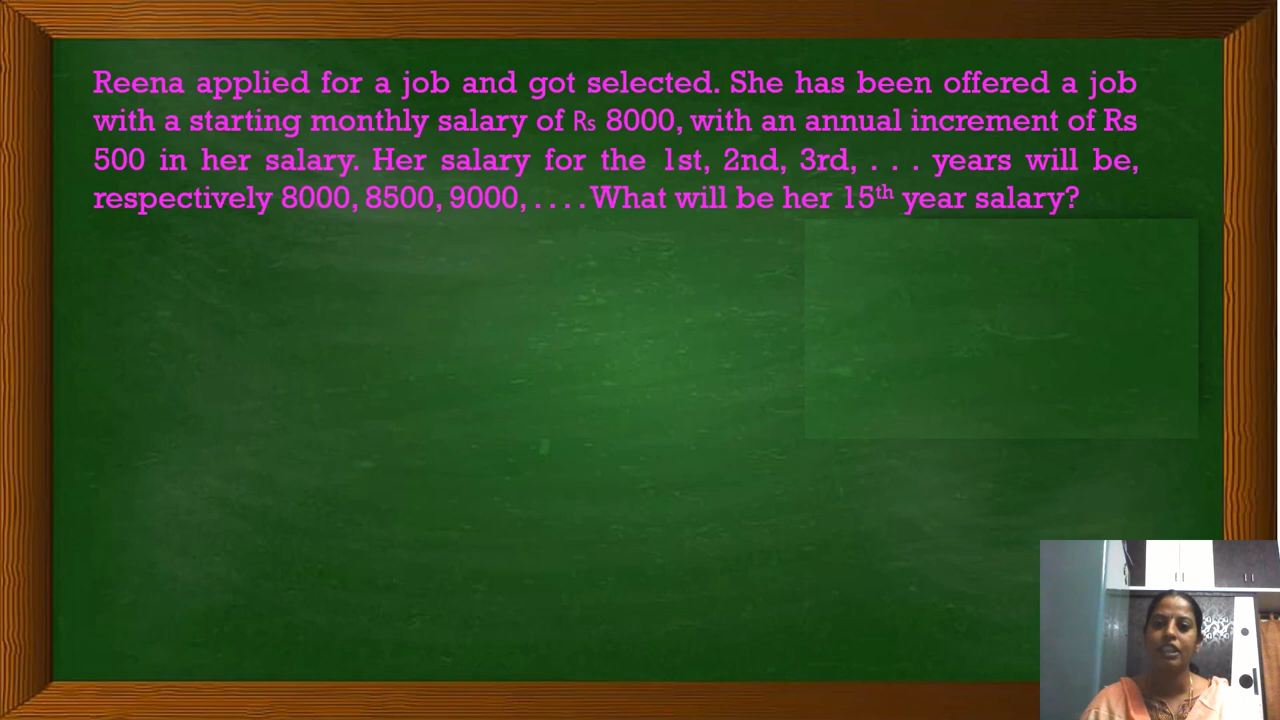 Reena applied for a job and got selected. She has been offered a job
with a starting monthly salary of Rs 8000, with an annual increment of Rs
500 in her salary. Her salary for the 1st, 2nd, 3rd, . . . years will be,
respectively 8000, 8500, 9000, . . . . What will be her 15th year salary?